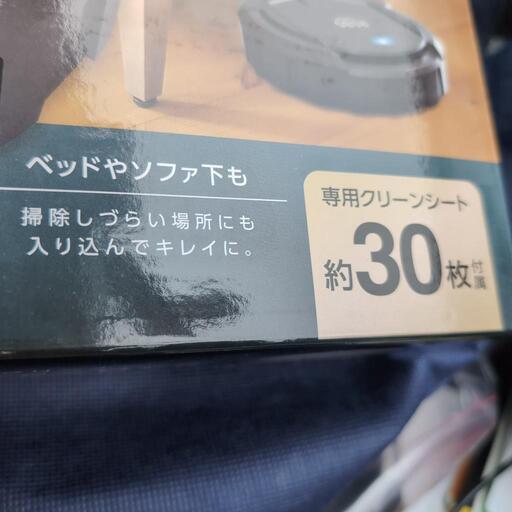 ベッドやソファ下も
掃除しづらい場所にも
入り込んでキレイに。
専用クリーンシート
約30枚付属